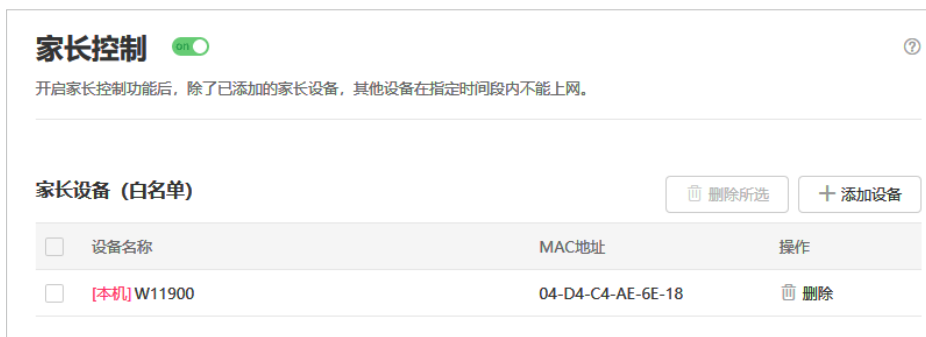 家长控制 on
?
开启家长控制功能后，除了已添加的家长设备，其他设备在指定时间段内不能上网。
家长设备（白名单） 删除所选 添加设备
设备名称 MAC地址 操作
[本机]W11900 04-D4-C4-AE-6E-18 删除